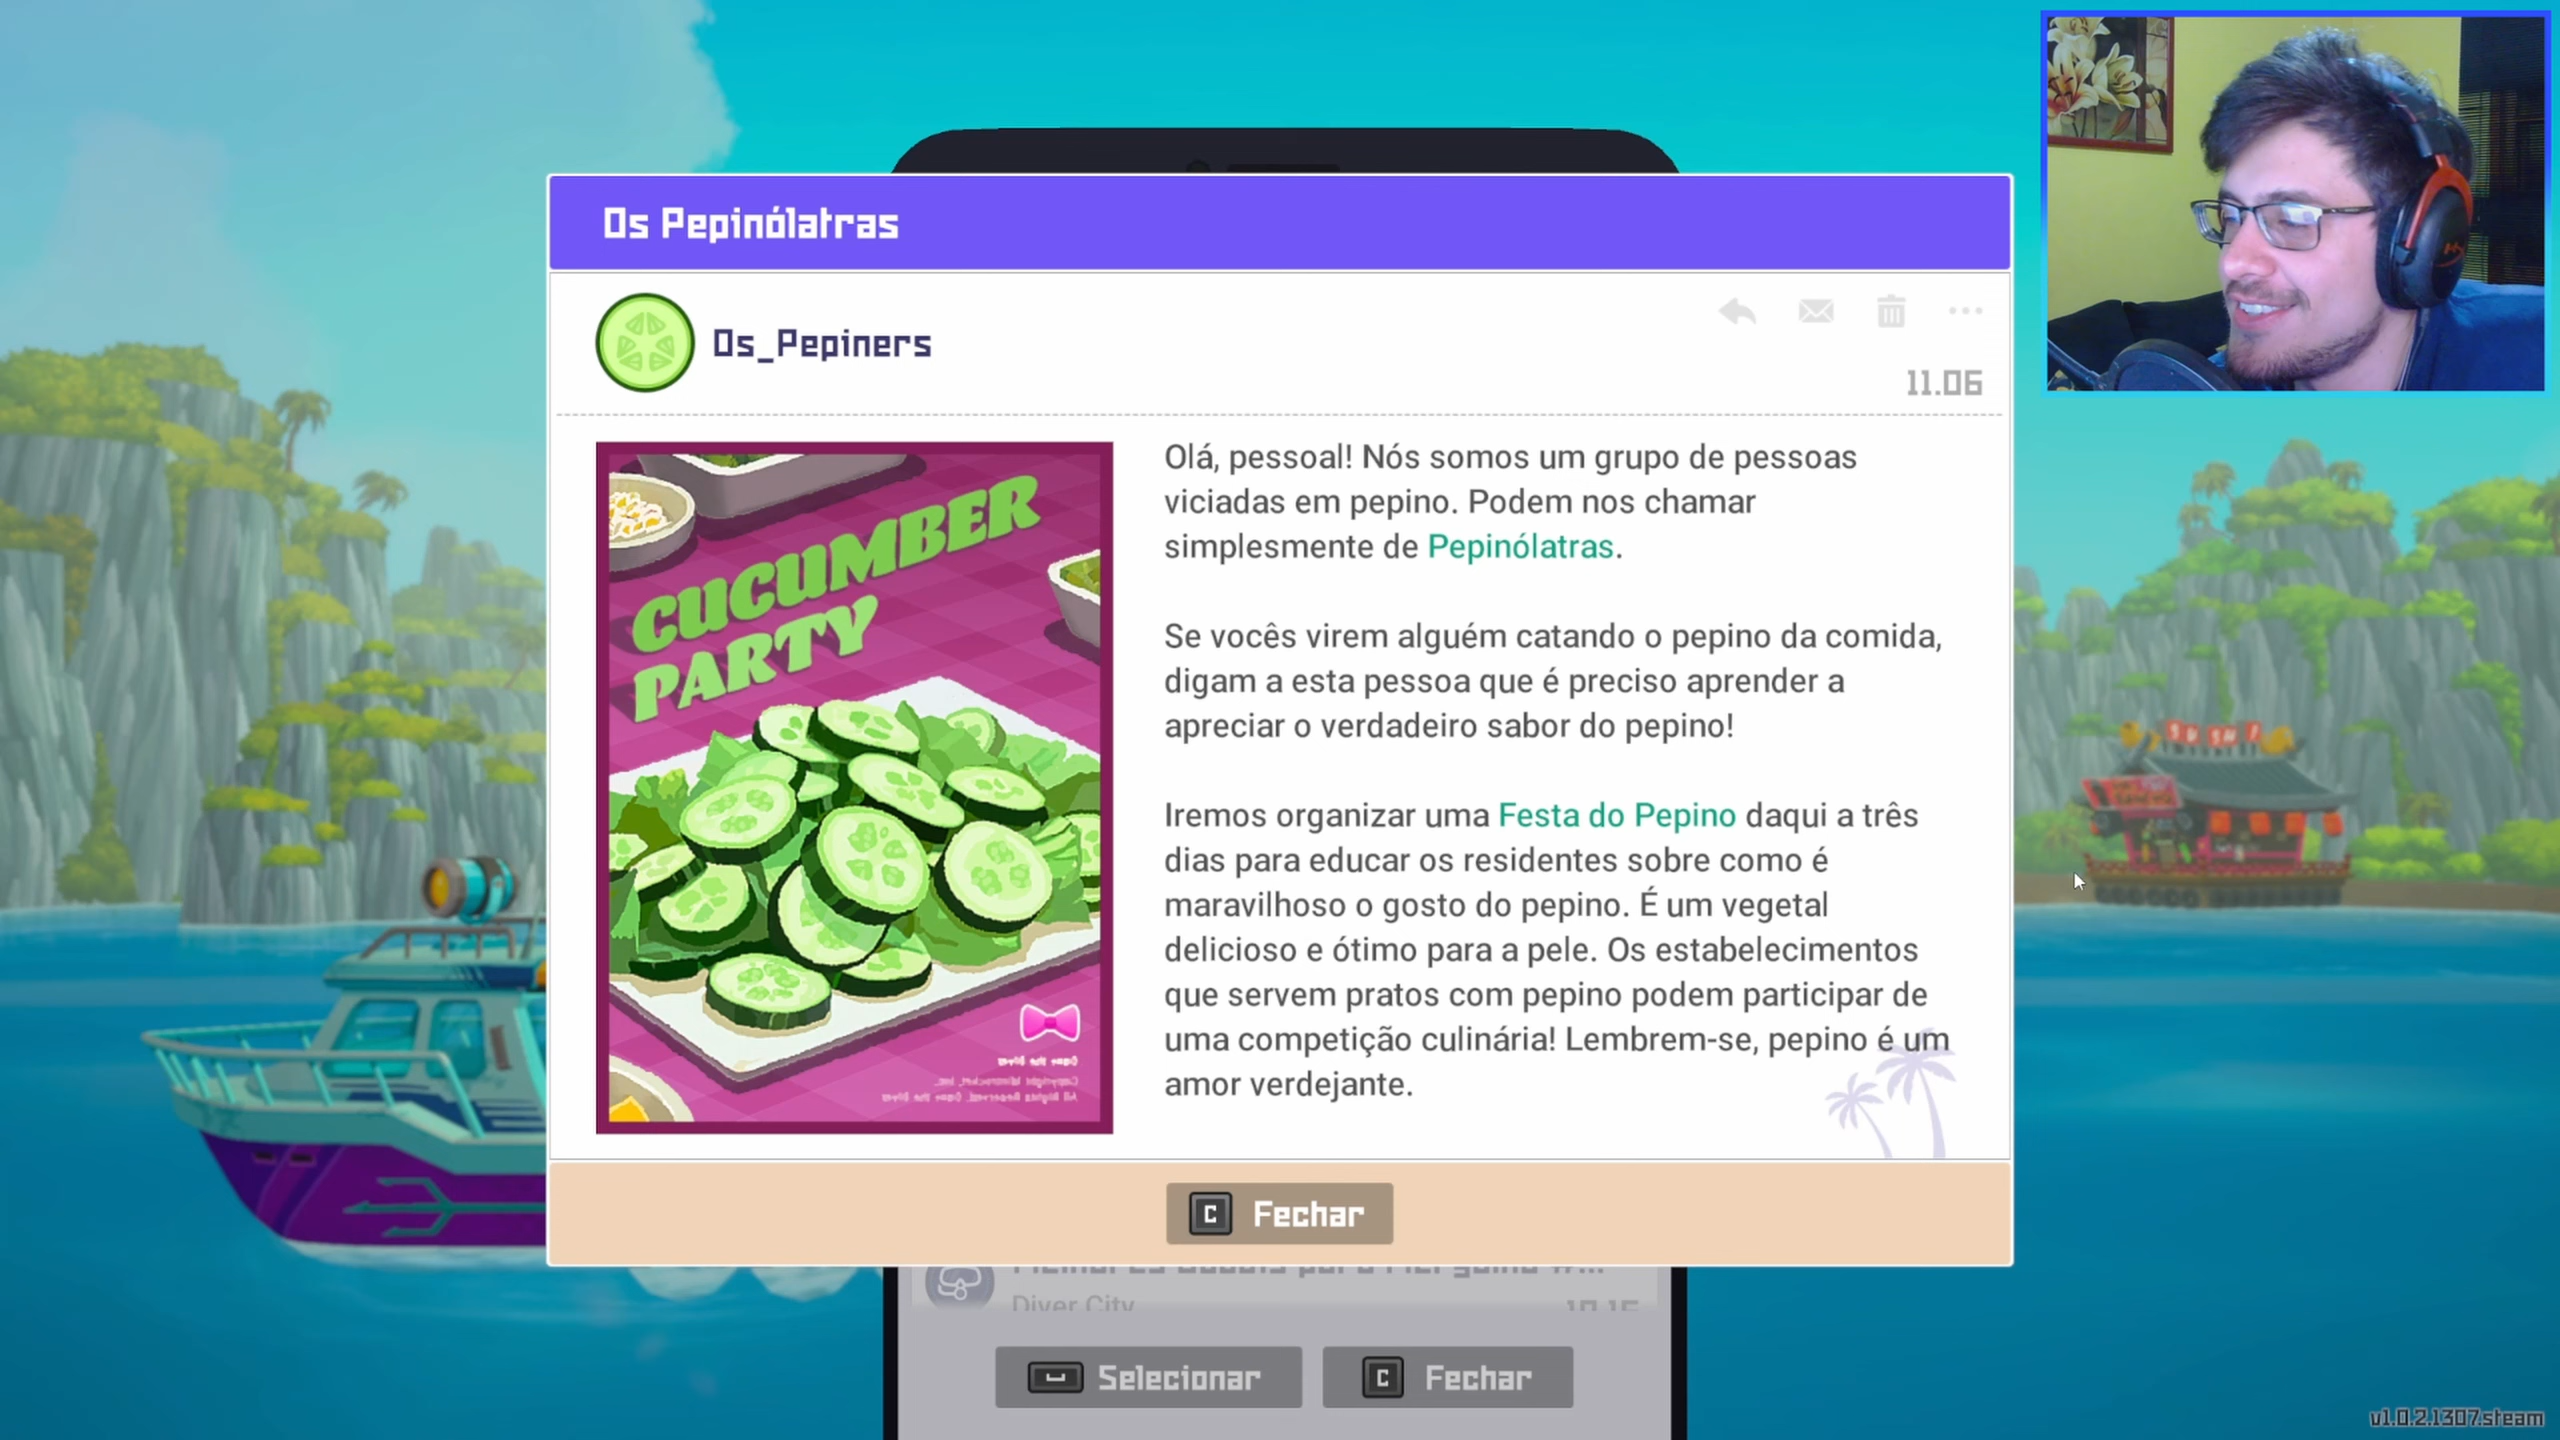 Os Pepinólatras
Os_Pepiners
11.06
CUCUMBER
PARTY
Olá, pessoal! Nós somos um grupo de pessoas
viciadas em pepino. Podem nos chamar
simplesmente de Pepinólatras.
Se vocês virem alguém catando o pepino da comida,
digam a esta pessoa que é preciso aprender a
apreciar o verdadeiro sabor do pepino!
Iremos organizar uma Festa do Pepino daqui a três
dias para educar os residentes sobre como é
maravilhoso o gosto do pepino. É um vegetal
delicioso e ótimo para a pele. Os estabelecimentos
que servem pratos com pepino podem participar de
uma competição culinária! Lembrem-se, pepino é um
amor verdejante.
C Fechar
Diver City
Selecionar
C Fechar
SUSHI
v1.0.2.1307.steam